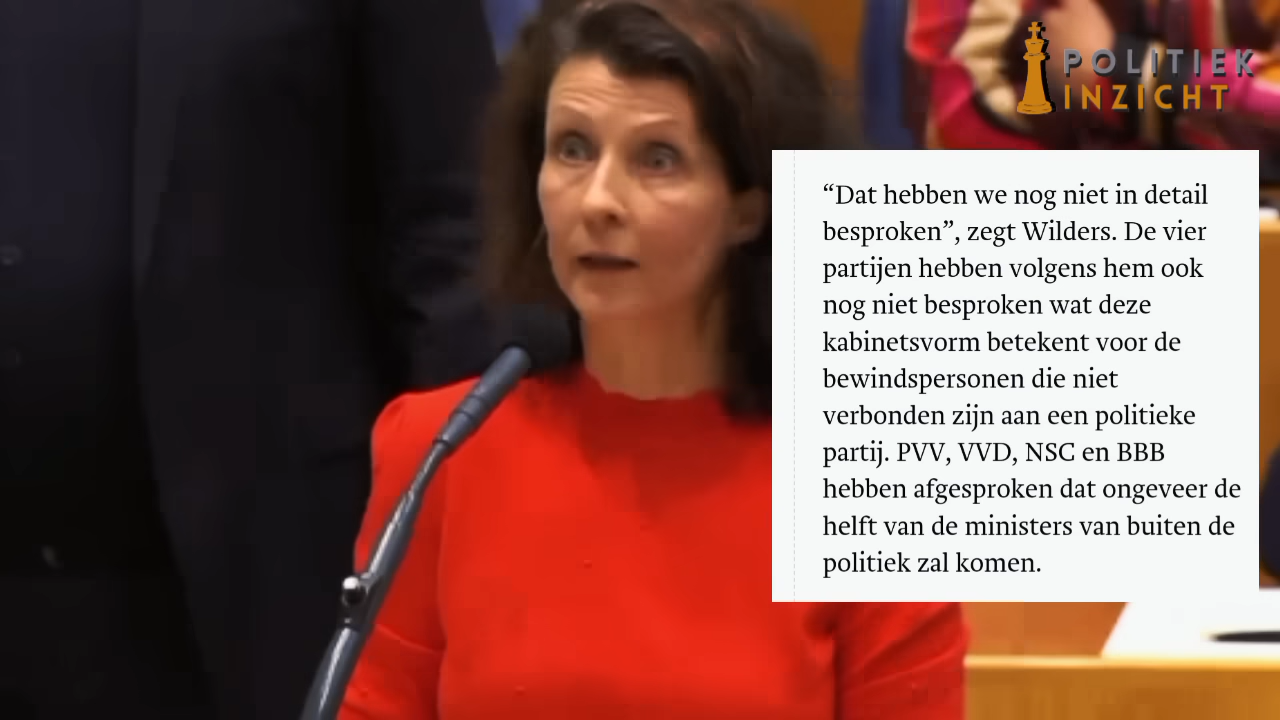 POLITIEK
INZICHT
“Dat hebben we nog niet in detail
besproken”, zegt Wilders. De vier
partijen hebben volgens hem ook
nog niet besproken wat deze
kabinetsvorm betekent voor de
bewindspersonen die niet
verbonden zijn aan een politieke
partij. PVV, VVD, NSC en BBB
hebben afgesproken dat ongeveer de
helft van de ministers van buiten de
politiek zal komen.